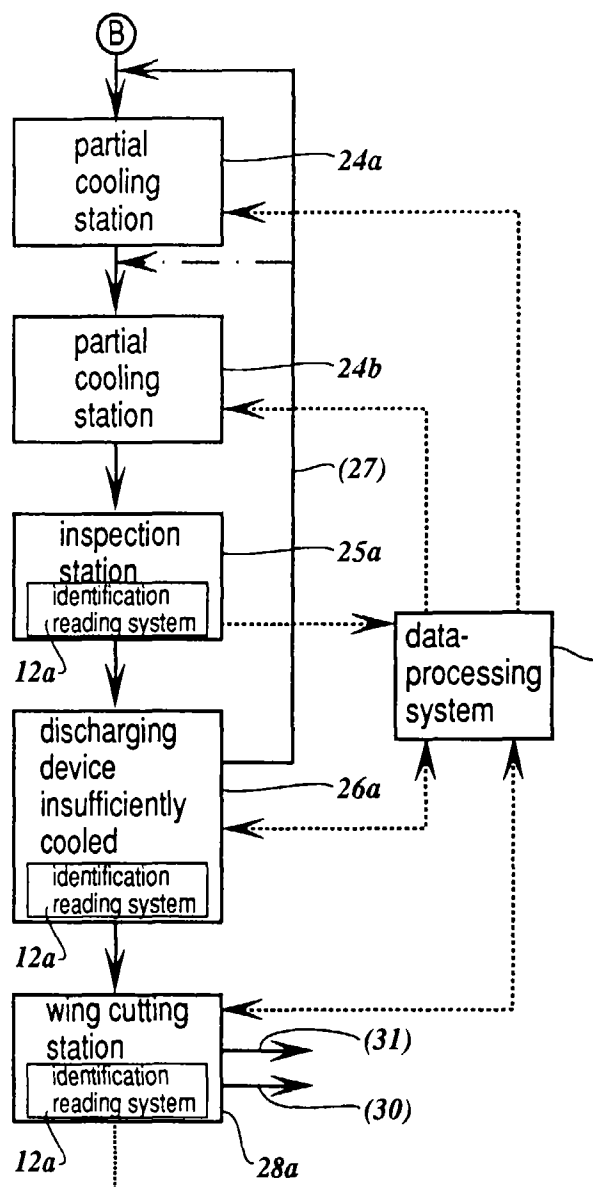 B
partial
cooling
station
24a
partial
cooling
station
24b
(27)
inspection
station
identification
reading system
25a
12a
data-
processing
system
discharging
device
insufficiently
cooled
identification
reading system
26a
12a
wing cutting
station
identification
reading system
(31)
(30)
12a
28a